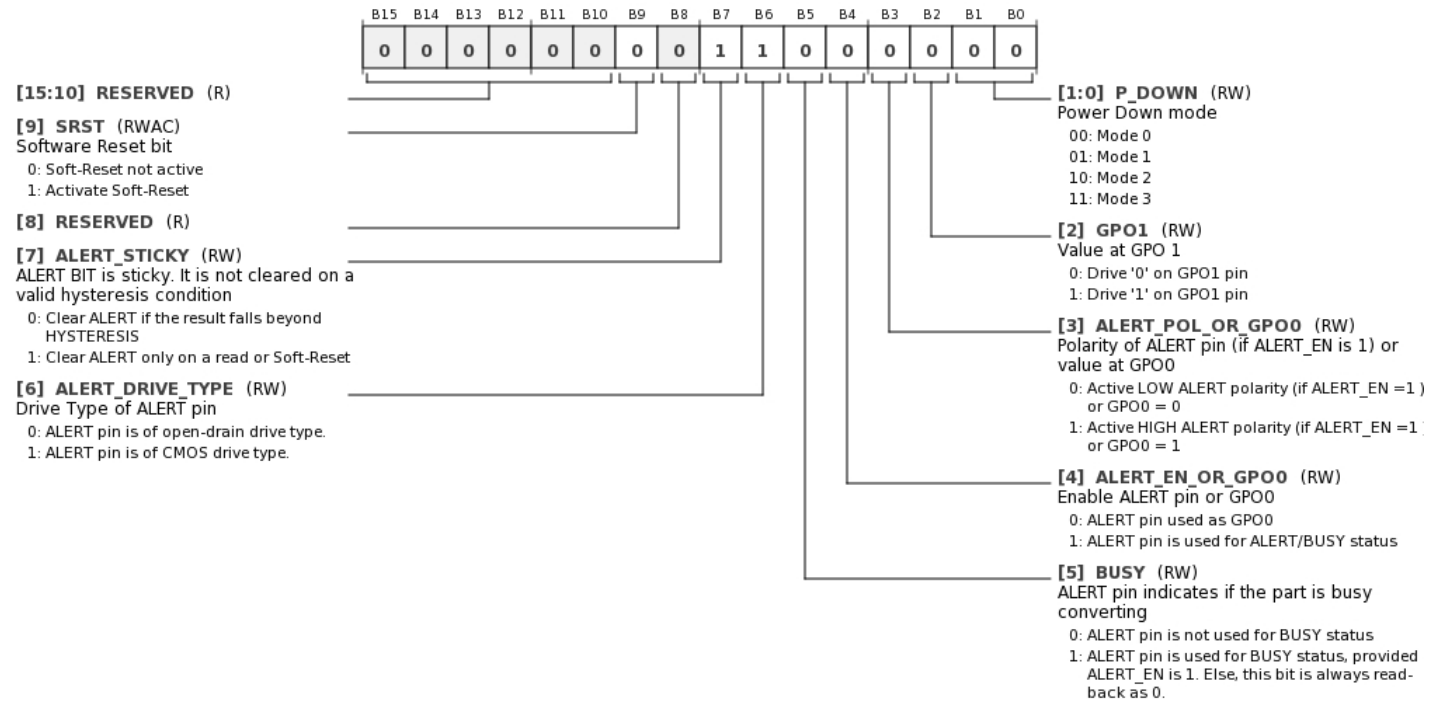 B15 B14 B13 B12 B11 B10 B9 B8 B7 B6 B5 B4 B3 B2 B1 B0
0 0 0 0 0 0 0 0 1 1 0 0 0 0 0 0
[15:10] RESERVED (R)
[9] SRST (RWAC)
Software Reset bit
0: Soft-Reset not active
1: Activate Soft-Reset
[8] RESERVED (R)
[7] ALERT_STICKY (RW)
ALERT BIT is sticky. It is not cleared on a
valid hysteresis condition
0: Clear ALERT if the result falls beyond
HYSTERESIS
1: Clear ALERT only on a read or Soft-Reset
[6] ALERT_DRIVE_TYPE (RW)
Drive Type of ALERT pin
0: ALERT pin is of open-drain drive type.
1: ALERT pin is of CMOS drive type.
[1:0] P_DOWN (RW)
Power Down mode
00: Mode 0
01: Mode 1
10: Mode 2
11: Mode 3
[2] GPO1 (RW)
Value at GPO 1
0: Drive '0' on GPO1 pin
1: Drive '1' on GPO1 pin
[3] ALERT_POL_OR_GPO0 (RW)
Polarity of ALERT pin (if ALERT_EN is 1) or
value at GPO0
0: Active LOW ALERT polarity (if ALERT_EN =1 )
or GPO0 = 0
1: Active HIGH ALERT polarity (if ALERT_EN =1
or GPO0 = 1
[4] ALERT_EN_OR_GPO0 (RW)
Enable ALERT pin or GPO0
0: ALERT pin used as GPO0
1: ALERT pin is used for ALERT/BUSY status
[5] BUSY (RW)
ALERT pin indicates if the part is busy
converting
0: ALERT pin is not used for BUSY status
1: ALERT pin is used for BUSY status, provided
ALERT_EN is 1. Else, this bit is always read-
back as 0.